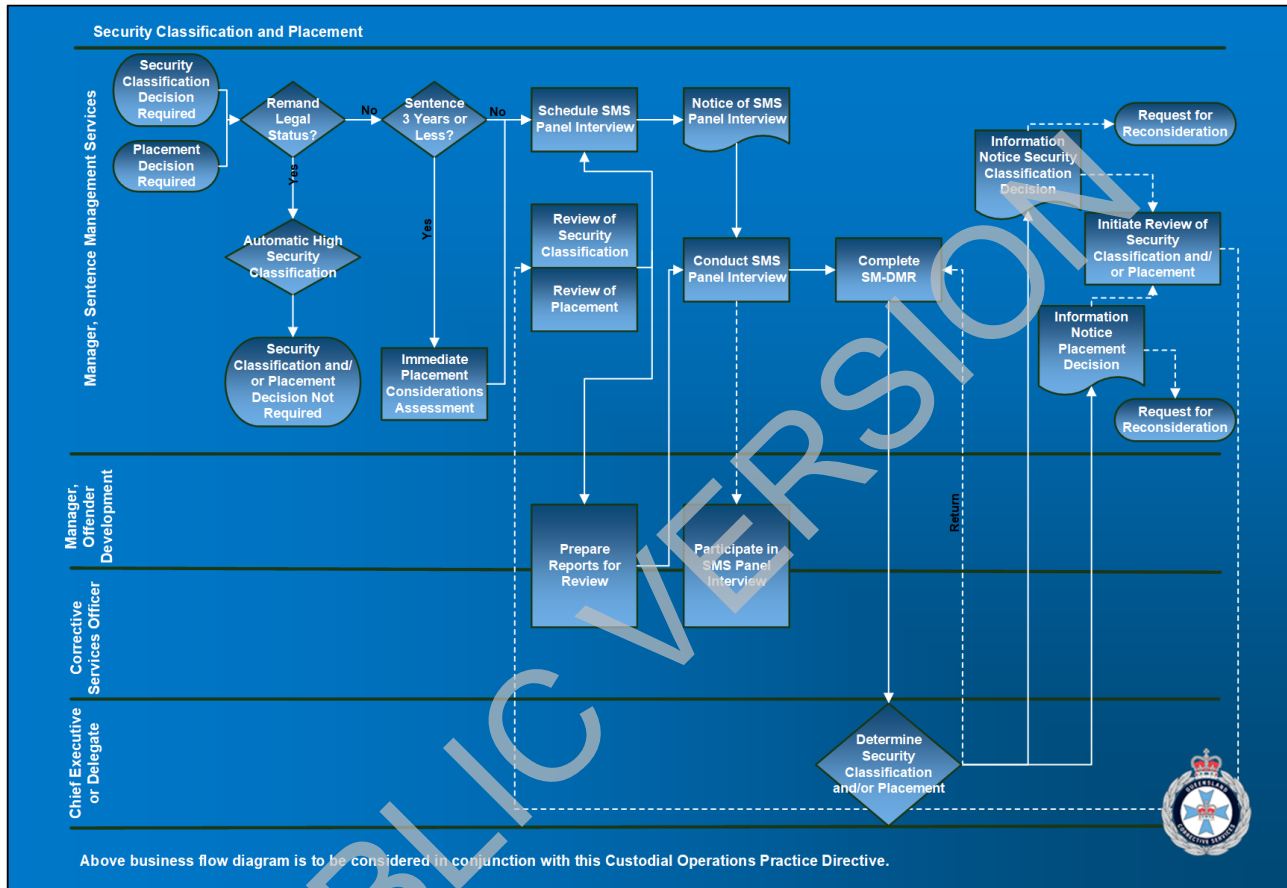 Security Classification and Placement
Manager, Sentence Management Services
Security
Classification
Decision
Required
Placement
Decision
Required
Remand
Legal
Status?
No
Yes
Automatic High
Security
Classification
Security
Classification and/
or Placement
Decision Not
Required
Sentence
3 Years or
Less?
No
Yes
Immediate
Placement
Considerations
Assessment
Schedule SMS
Panel Interview
Notice of SMS
Panel Interview
Review of
Security
Classification
Review of
Placement
Conduct SMS
Panel Interview
Complete
SM-DMR
Information
Notice Security
Classification
Decision
Request for
Reconsideration
Initiate Review of
Security
Classification and/
or Placement
Information
Notice
Placement
Decision
Request for
Reconsideration
Manager,
Offender
Development
Prepare
Reports for
Review
Participate in
SMS Panel
Interview
Return
Corrective
Services Officer
Chief Executive
or Delegate
Determine
Security
Classification
and/or Placement
QUEENSLAND
CORRECTIVE SERVICES
Above business flow diagram is to be considered in conjunction with this Custodial Operations Practice Directive.
PUBLIC VERSION